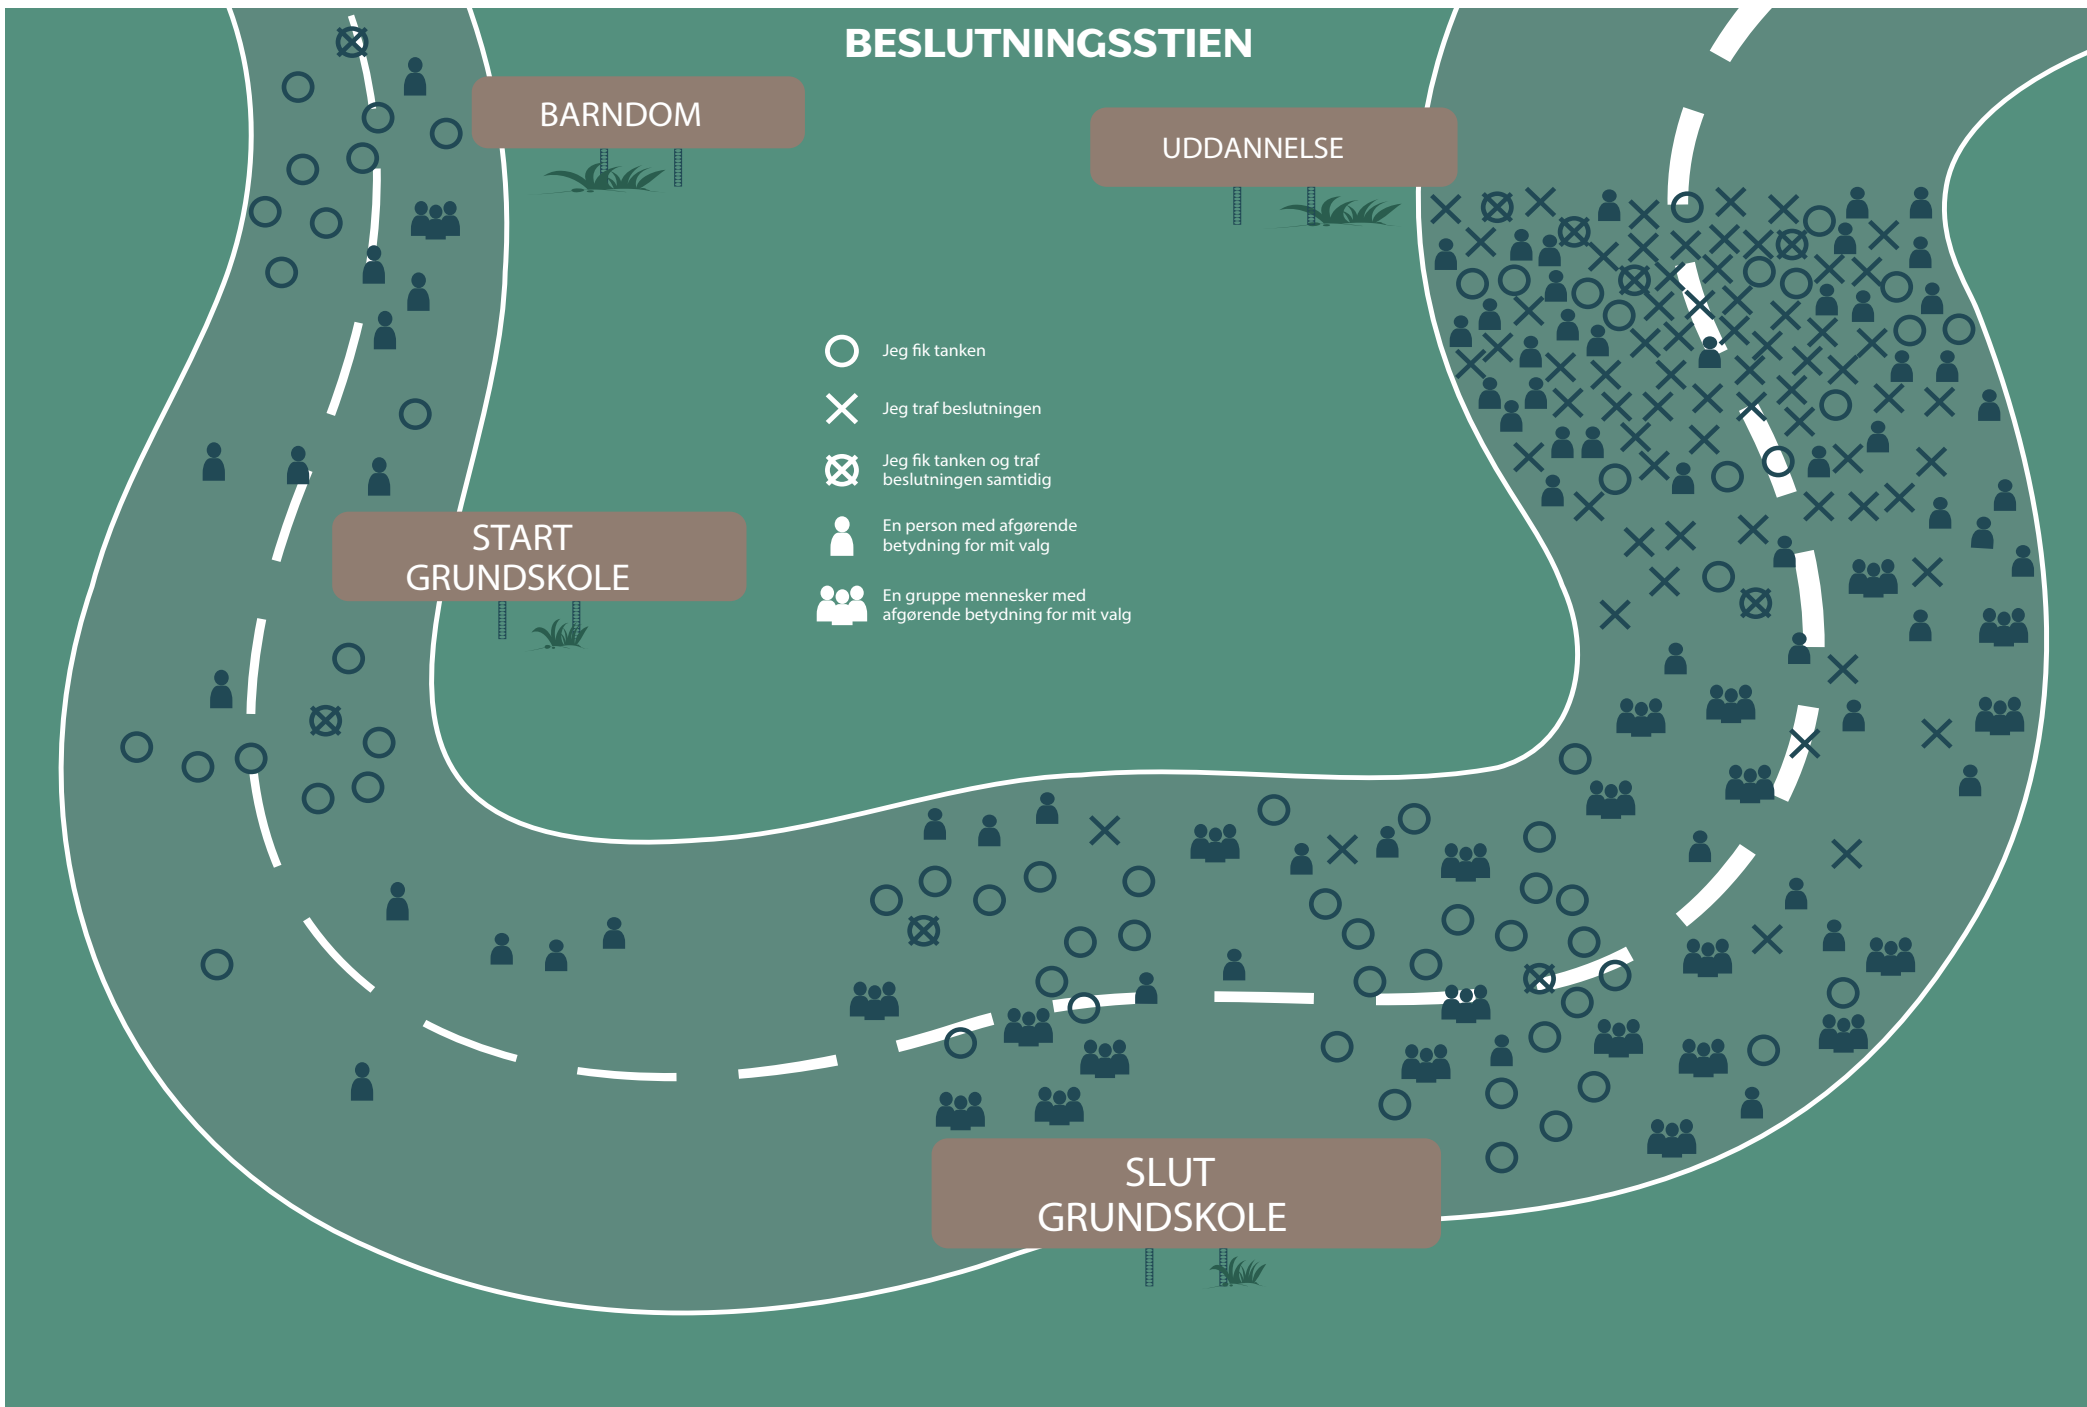 BESLUTNINGSSTIEN
BARNDOM
UDDANNELSE
Jeg fik tanken
Jeg traf beslutningen
Jeg fik tanken og traf
beslutningen samtidig
En person med afgørende
betydning for mit valg
En gruppe mennesker med
afgørende betydning for mit valg
START
GRUNDSKOLE
SLUT
GRUNDSKOLE